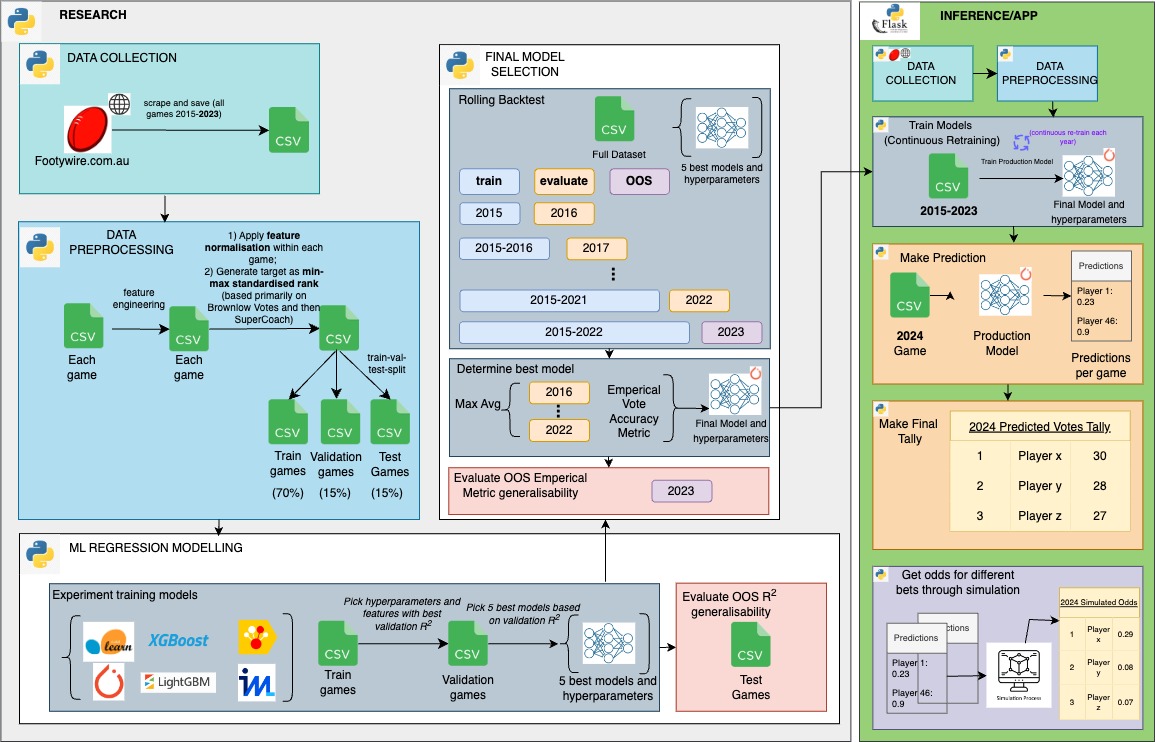 RESEARCH
DATA COLLECTION
scrape and save (all
games 2015-2023)
CSV
Footywire.com.au
DATA
PREPROCESSING
1) Apply feature
normalisation within each
game;
2) Generate target as min-
max standardised rank
(based primarily on
Brownlow Votes and then
SuperCoach)
feature
engineering
CSV
CSV
CSV
Each
game
Each
game
train-val-
test-split
CSV
CSV
CSV
Train
games
Validation
games
Test
Games
(70%)
(15%)
(15%)
FINAL MODEL
SELECTION
Rolling Backtest
CSV
Full Dataset
5 best models and
hyperparameters
train
evaluate
OOS
2015
2016
2015-2016
2017
2015-2021
2022
2015-2022
2023
Determine best model
Max Avg
2016
2022
Emperical
Vote
Accuracy
Metric
Final Model and
hyperparameters
Evaluate OOS Emperical
Metric generalisability
2023
ML REGRESSION MODELLING
Experiment training models
learn
XGBoost
LightGBM
Pick hyperparameters and
features with best
validation R²
Pick 5 best models based
on validation R²
CSV
CSV
Train
games
Validation
games
5 best models and
hyperparameters
Evaluate OOS R²
generalisability
CSV
Test
Games
Flask
INFERENCE/APP
DATA
COLLECTION
DATA
PREPROCESSING
Train Models
(Continuous Retraining)
(continuous re-train each
year)
CSV
Train Production Model
2015-2023
Final Model and
hyperparameters
Make Prediction
CSV
2024
Game
Production
Model
Predictions
Player 1:
0.23
Player 46:
0.9
Predictions
per game
Make Final
Tally
2024 Predicted Votes Tally
1 Player x 30
2 Player y 28
3 Player z 27
Get odds for different
bets through simulation
Predictions
ctions
Player 1:
0.23
Player 46:
0.9
Simulation Process
2024 Simulated Odds
1 Player x 0.29
2 Player y 0.08
3 Player z 0.07